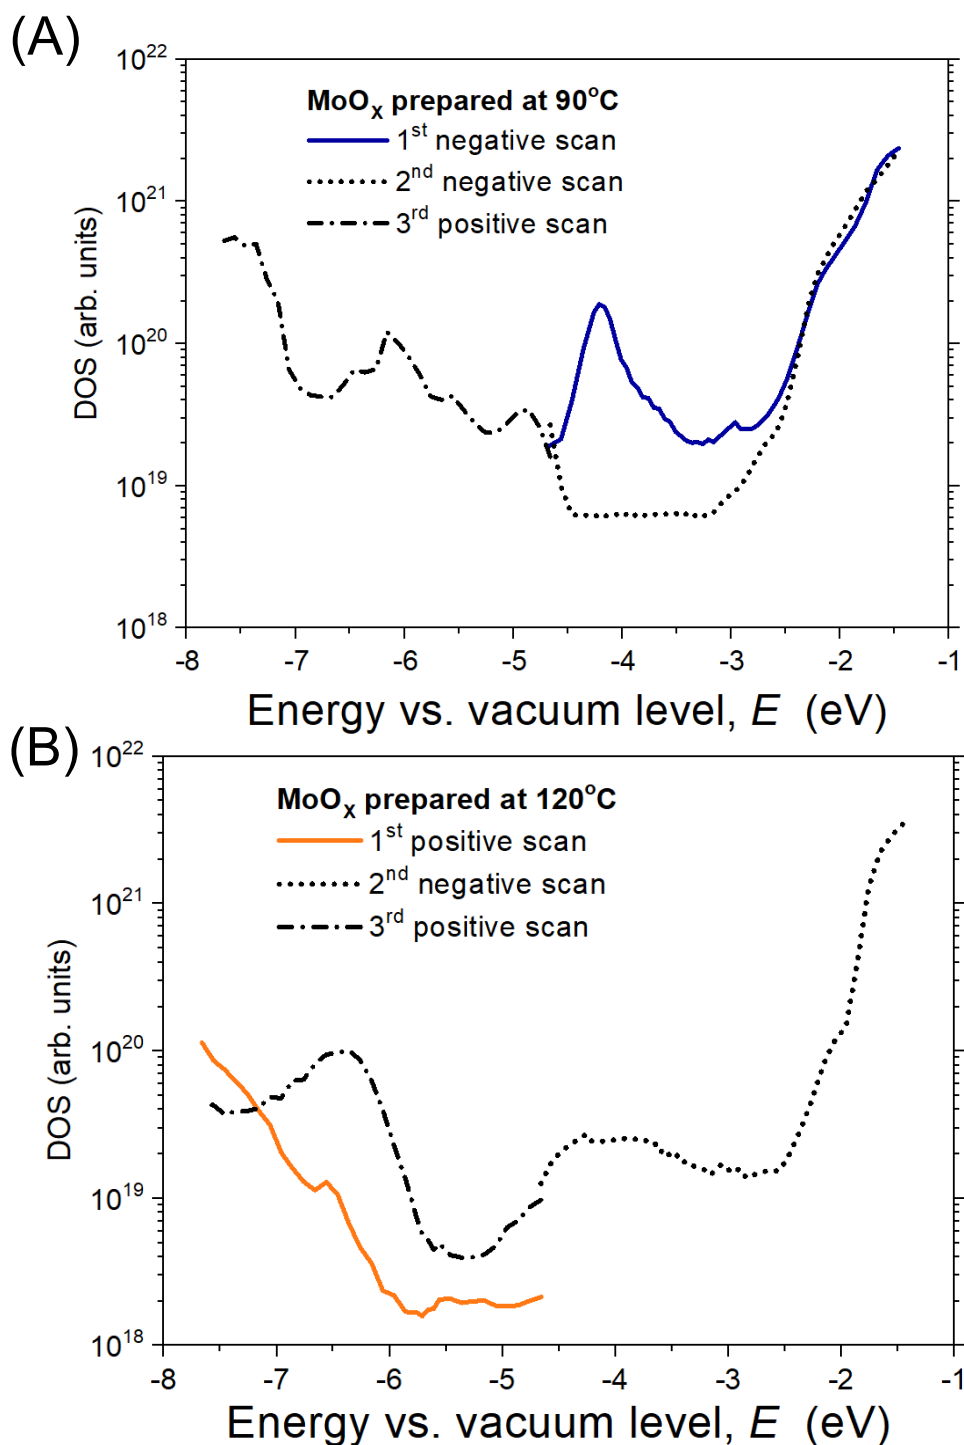 (A)
10^22
10^21
10^20
10^19
10^18
DOS (arb. units)
MoO_X prepared at 90°C
1st negative scan
2nd negative scan
3rd positive scan
-8 -7 -6 -5 -4 -3 -2 -1
Energy vs. vacuum level, E (eV)
(B)
10^22
10^21
10^20
10^19
10^18
DOS (arb. units)
MoO_X prepared at 120°C
1st positive scan
2nd negative scan
3rd positive scan
-8 -7 -6 -5 -4 -3 -2 -1
Energy vs. vacuum level, E (eV)